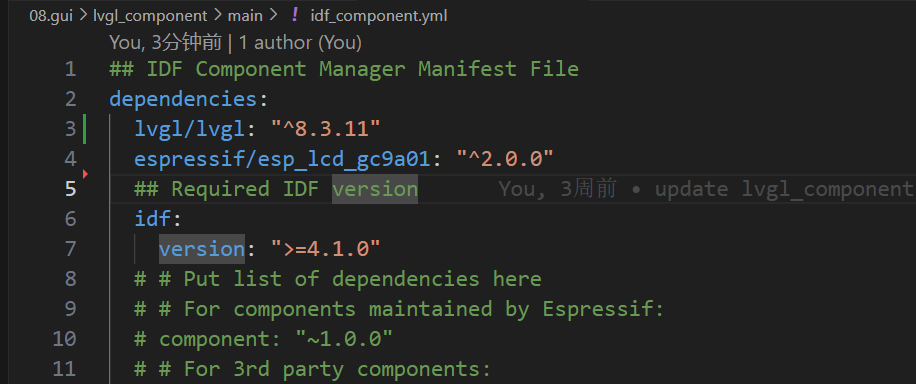 08.gui > lvgl_component > main > ! idf_component.yml
You, 3分钟前 | 1 author (You)
1 ## IDF Component Manager Manifest File
2 dependencies:
3 lvgl/lvgl: "^8.3.11"
4 espressif/esp_lcd_gc9a01: "^2.0.0"
5 ## Required IDF version You, 3周前 • update lvgl_component
6 idf:
7 version: ">=4.1.0"
8 # # Put list of dependencies here
9 # # For components maintained by Espressif:
10 # component: "~1.0.0"
11 # # For 3rd party components: